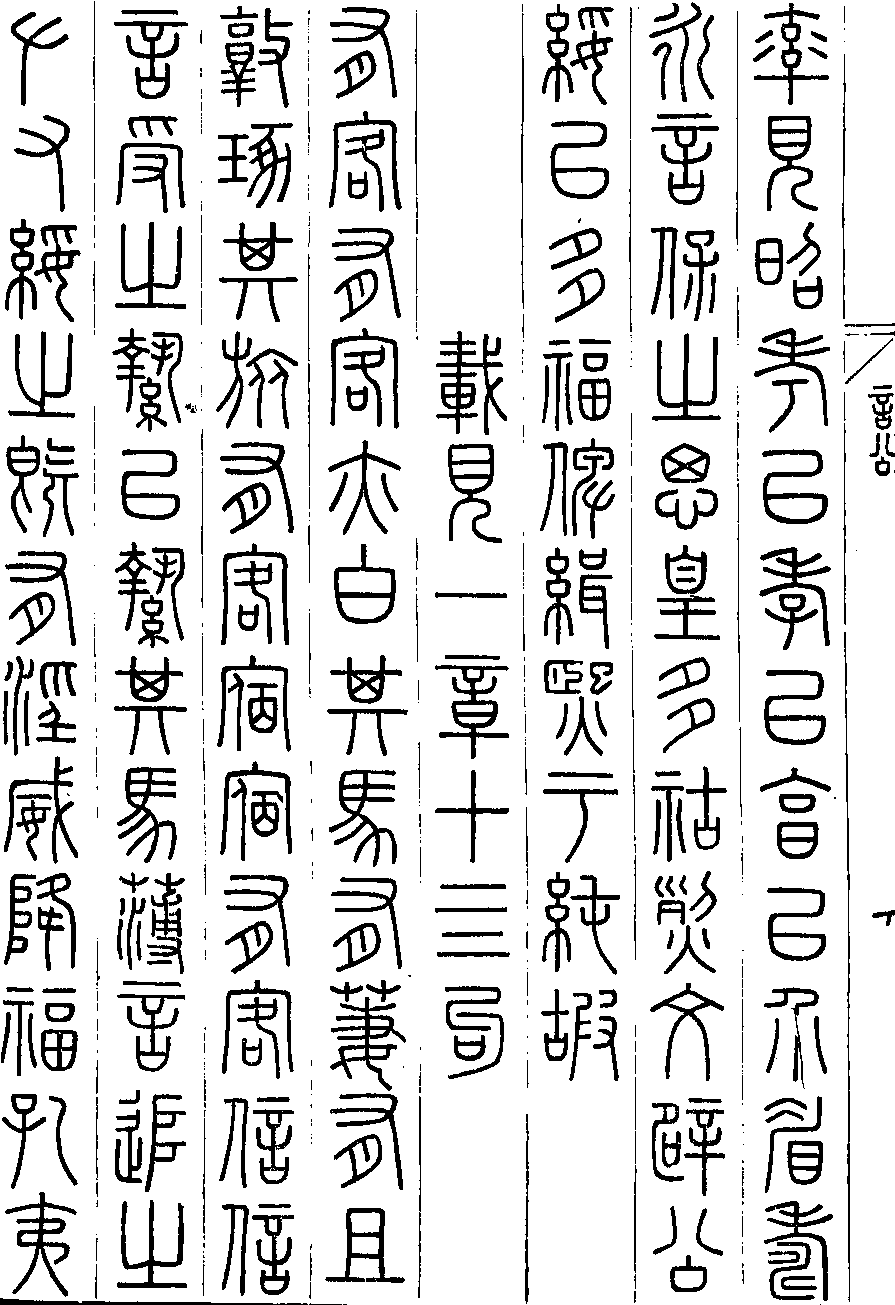 率見昭考以孝以享以介眉壽
永言保之思皇多祜烈文辟公
綏以多福俾緝熙于純嘏
載見一章十四句
有客有客亦白其馬有萋有且
敦琢其旅有客宿宿有客信信
言受之縶以縶其馬薄言追之
左右綏之既有淫威降福孔夷